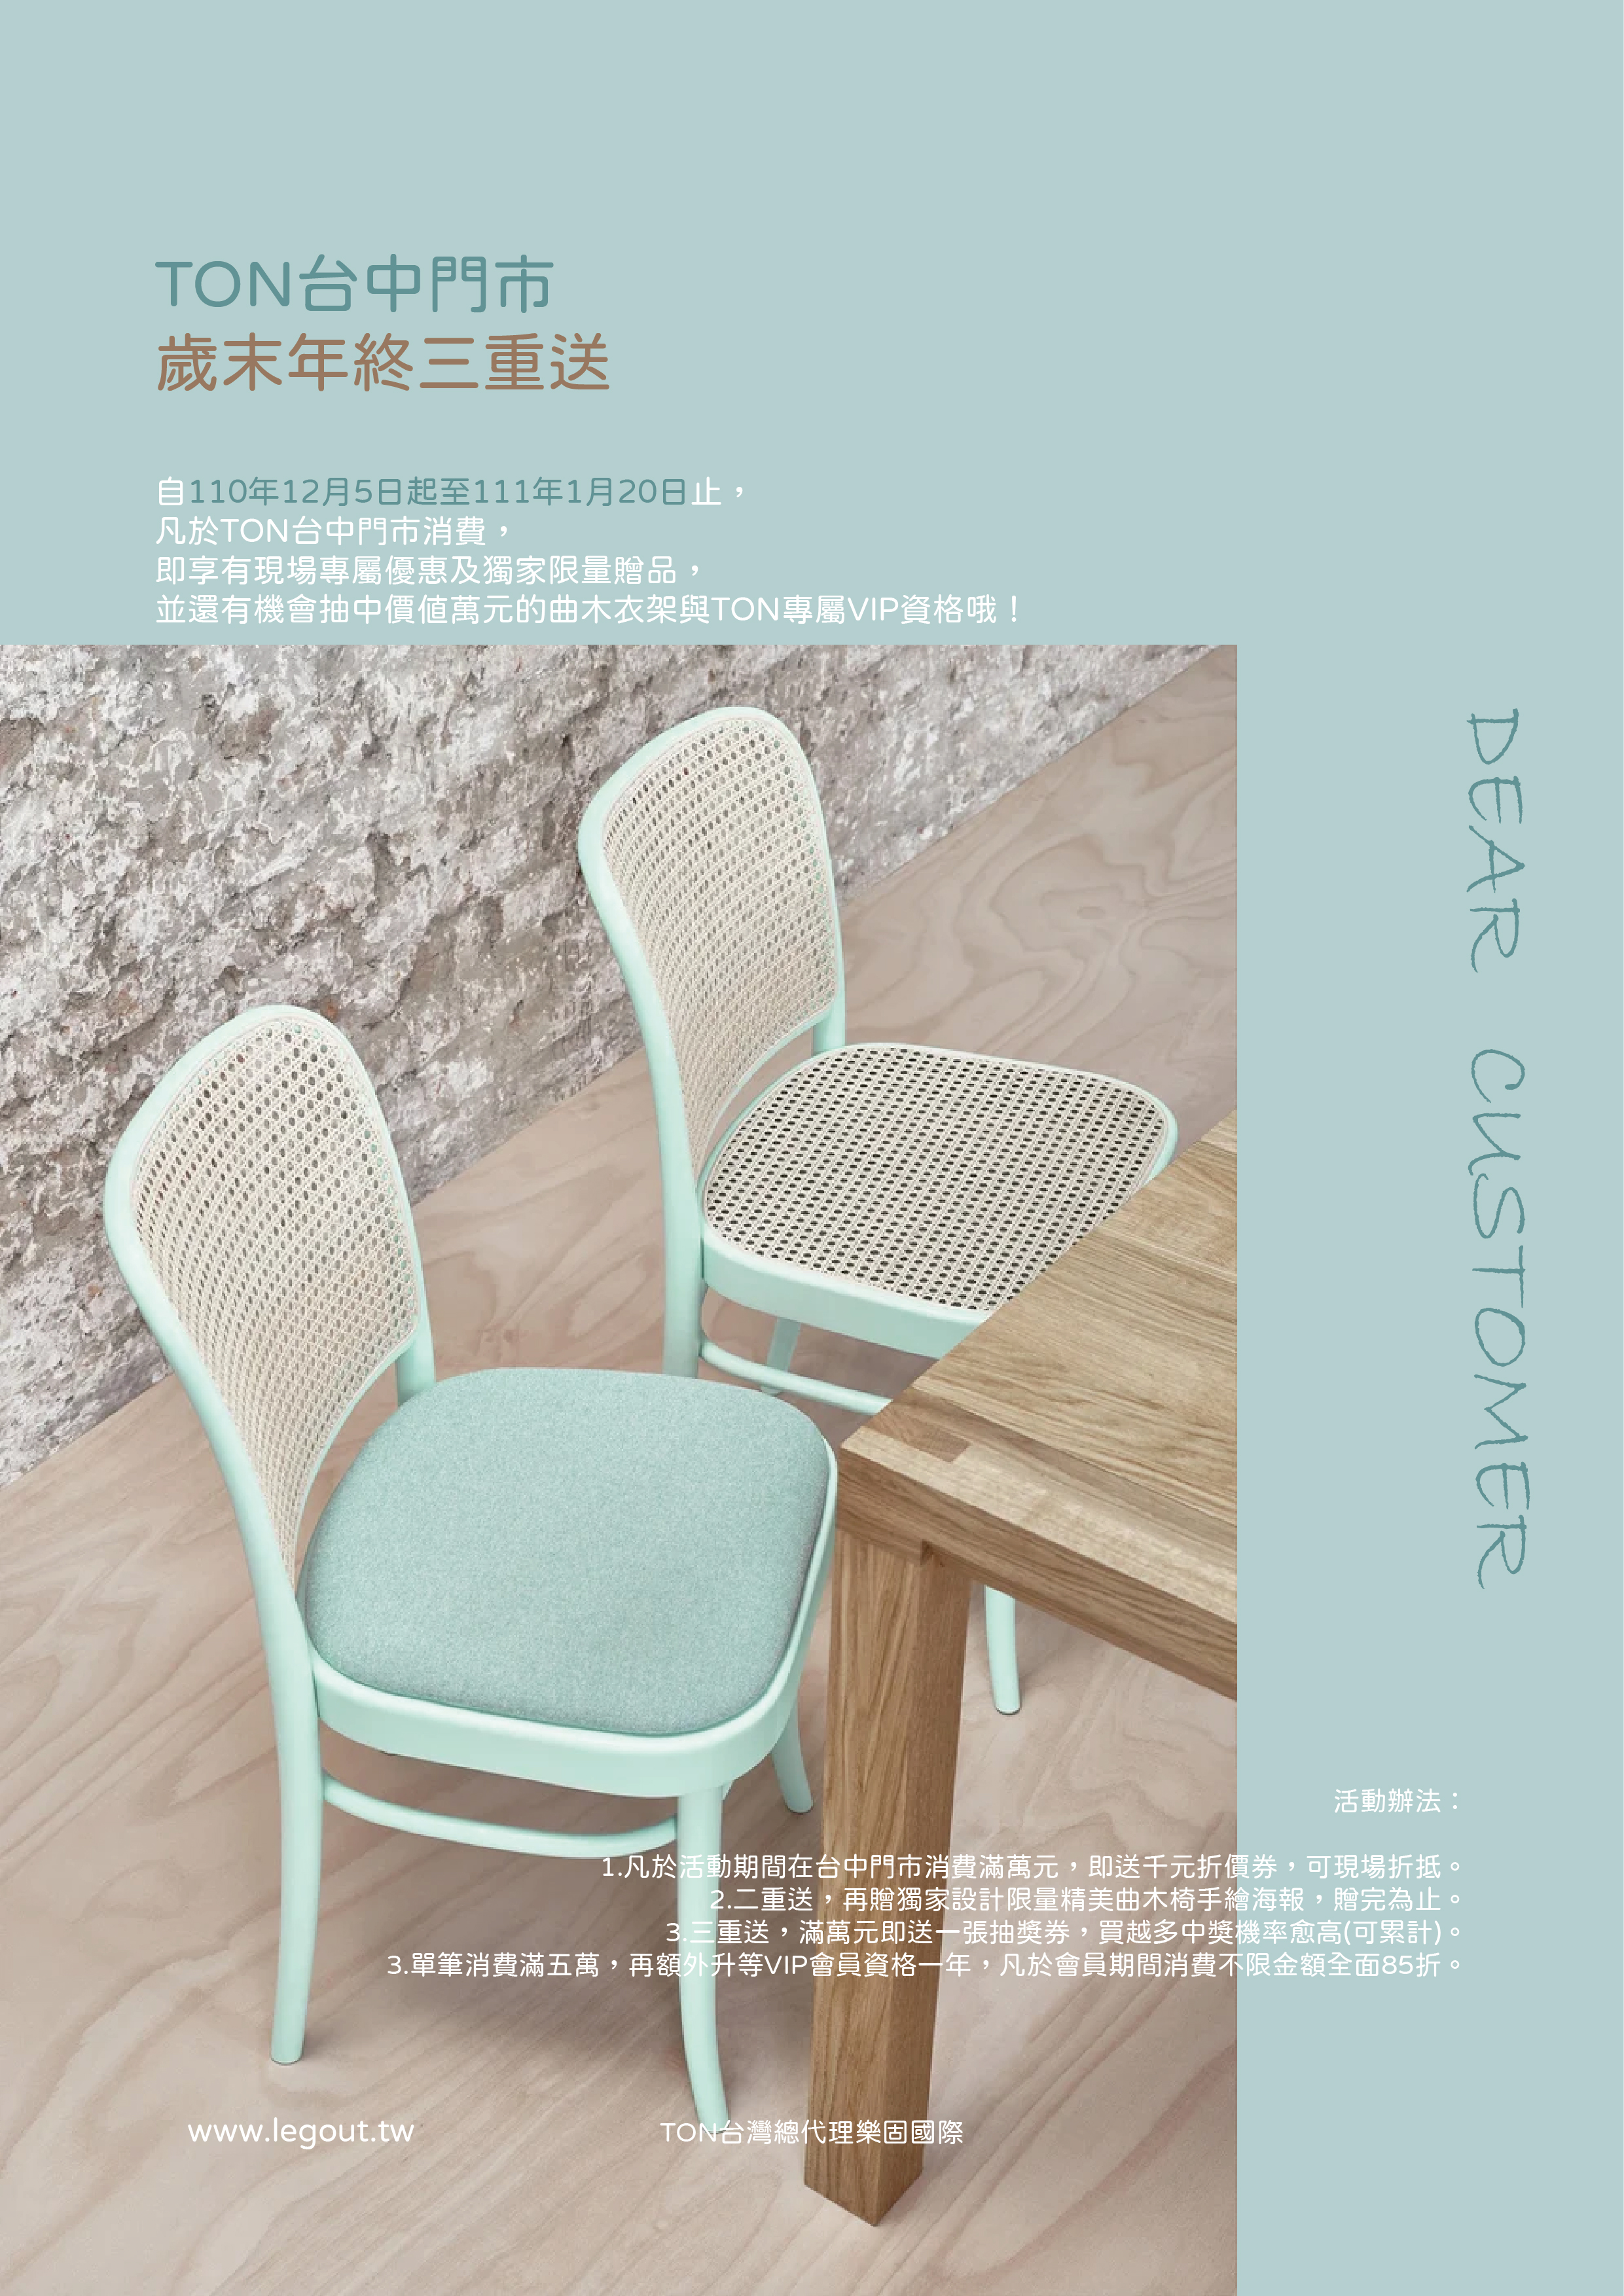 TON台中門市
歲末年終三重送
自110年12月5日起至111年1月20日止，
凡於TON台中門市消費，
即享有現場專屬優惠及獨家限量贈品，
並還有機會抽中價值萬元的曲木衣架與TON專屬VIP資格哦！
DEAR CUSTOMER
活動辦法：
1.凡於活動期間在台中門市消費滿萬元，即送千元折價券，可現場折抵。
2.二重送，再贈獨家設計限量精美曲木椅手繪海報，贈完為止。
3.三重送，滿萬元即送一張抽獎券，買越多中獎機率愈高(可累計)。
3.單筆消費滿五萬，再額外升等VIP會員資格一年，凡於會員期間消費不限金額全面85折。
www.legout.tw
TON台灣總代理樂固國際